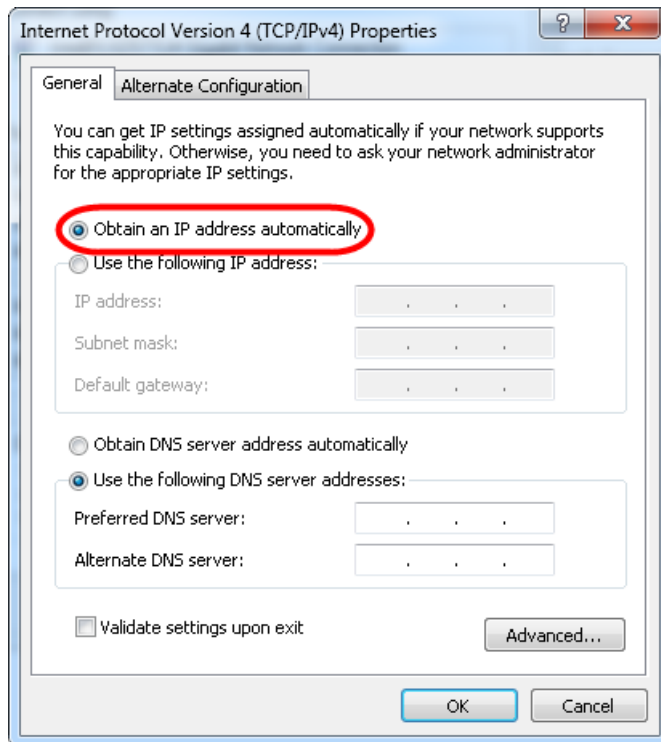 Internet Protocol Version 4 (TCP/IPv4) Properties
?
General
Alternate Configuration
You can get IP settings assigned automatically if your network supports
this capability. Otherwise, you need to ask your network administrator
for the appropriate IP settings.
Obtain an IP address automatically
Use the following IP address:
IP address:
. . .
Subnet mask:
. . .
Default gateway:
. . .
Obtain DNS server address automatically
Use the following DNS server addresses:
Preferred DNS server:
. . .
Alternate DNS server:
. . .
Validate settings upon exit
Advanced...
OK
Cancel